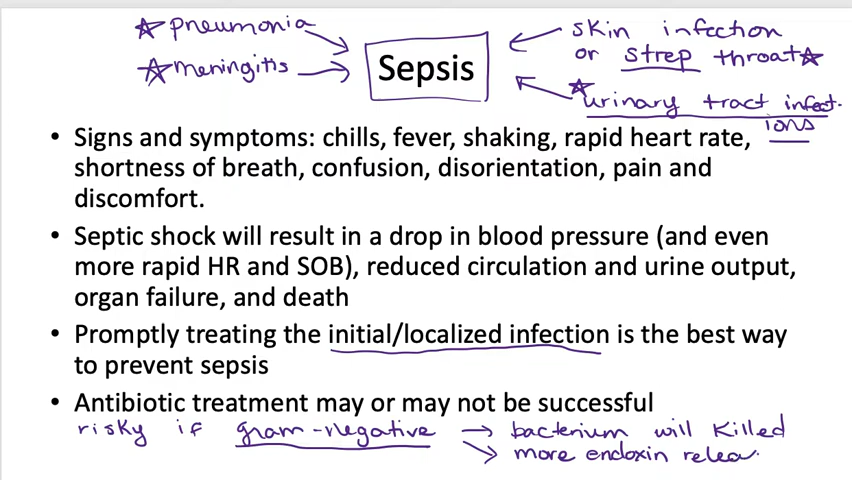 ☆pneumonia
☆meningitis
Sepsis
skin infection
or strep throat☆
☆urinary tract infect-
ions
• Signs and symptoms: chills, fever, shaking, rapid heart rate,
shortness of breath, confusion, disorientation, pain and
discomfort.
• Septic shock will result in a drop in blood pressure (and even
more rapid HR and SOB), reduced circulation and urine output,
organ failure, and death
• Promptly treating the initial/localized infection is the best way
to prevent sepsis
• Antibiotic treatment may or may not be successful
risky if gram-negative → bacterium will killed
→ more endoxin relea